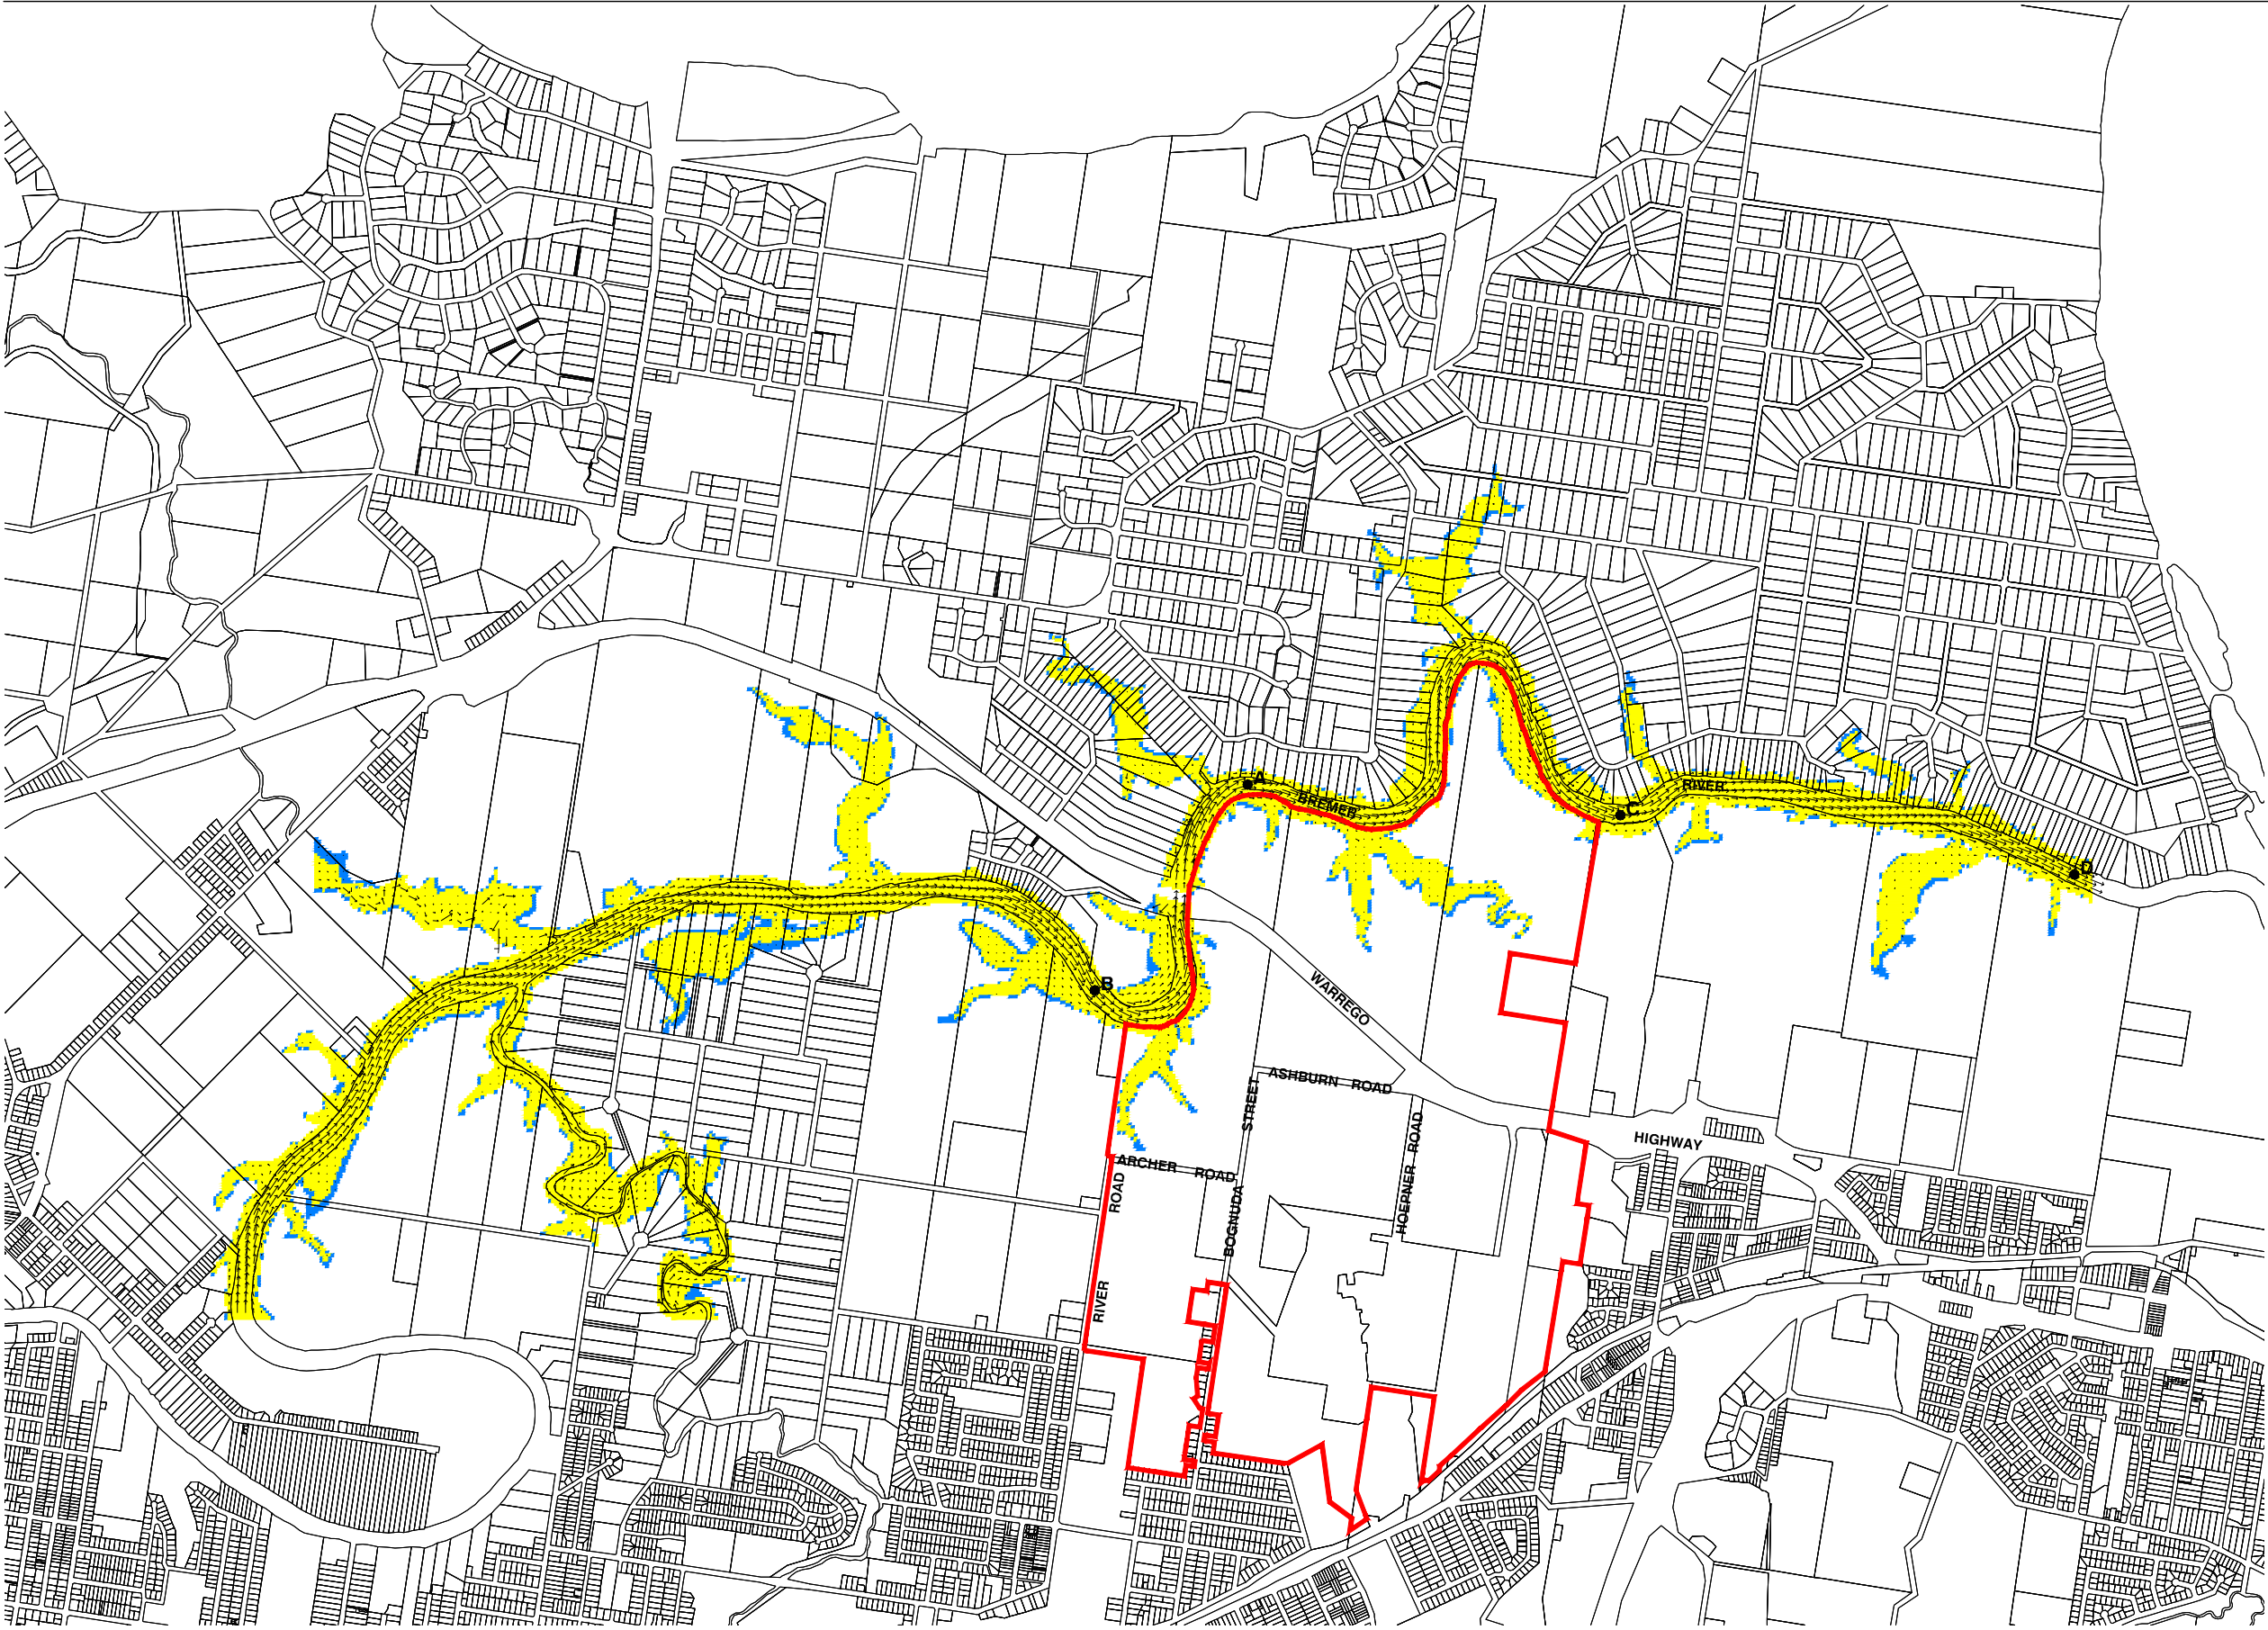 A
BREMER
RIVER
C
D
B
WARREGO
ASHBURN ROAD
STREET
HOEPNER ROAD
HIGHWAY
ARCHER ROAD
ROAD
BOGNUDA
RIVER